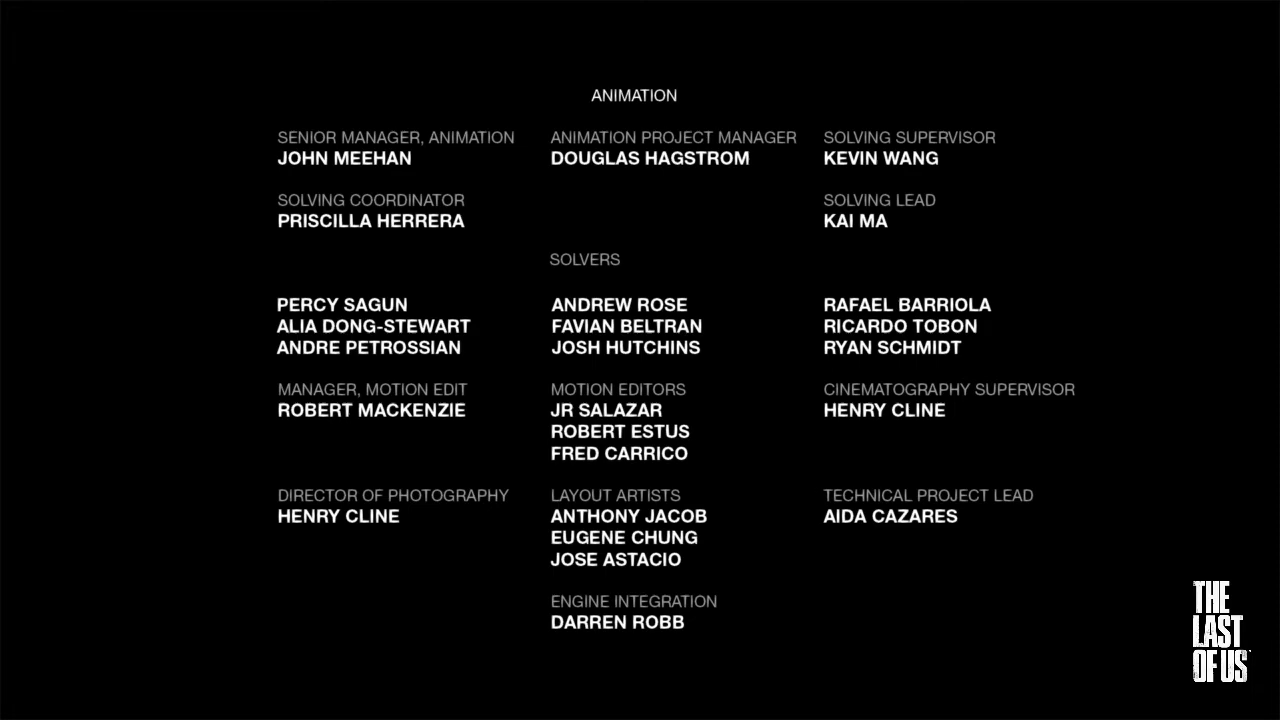 ANIMATION
SENIOR MANAGER, ANIMATION
JOHN MEEHAN
ANIMATION PROJECT MANAGER
DOUGLAS HAGSTROM
SOLVING SUPERVISOR
KEVIN WANG
SOLVING COORDINATOR
PRISCILLA HERRERA
SOLVING LEAD
KAI MA
SOLVERS
PERCY SAGUN
ALIA DONG-STEWART
ANDRE PETROSSIAN
ANDREW ROSE
FAVIAN BELTRAN
JOSH HUTCHINS
RAFAEL BARRIOLA
RICARDO TOBON
RYAN SCHMIDT
MANAGER, MOTION EDIT
ROBERT MACKENZIE
MOTION EDITORS
JR SALAZAR
ROBERT ESTUS
FRED CARRICO
CINEMATOGRAPHY SUPERVISOR
HENRY CLINE
DIRECTOR OF PHOTOGRAPHY
HENRY CLINE
LAYOUT ARTISTS
ANTHONY JACOB
EUGENE CHUNG
JOSE ASTACIO
TECHNICAL PROJECT LEAD
AIDA CAZARES
ENGINE INTEGRATION
DARREN ROBB
THE
LAST
OF US